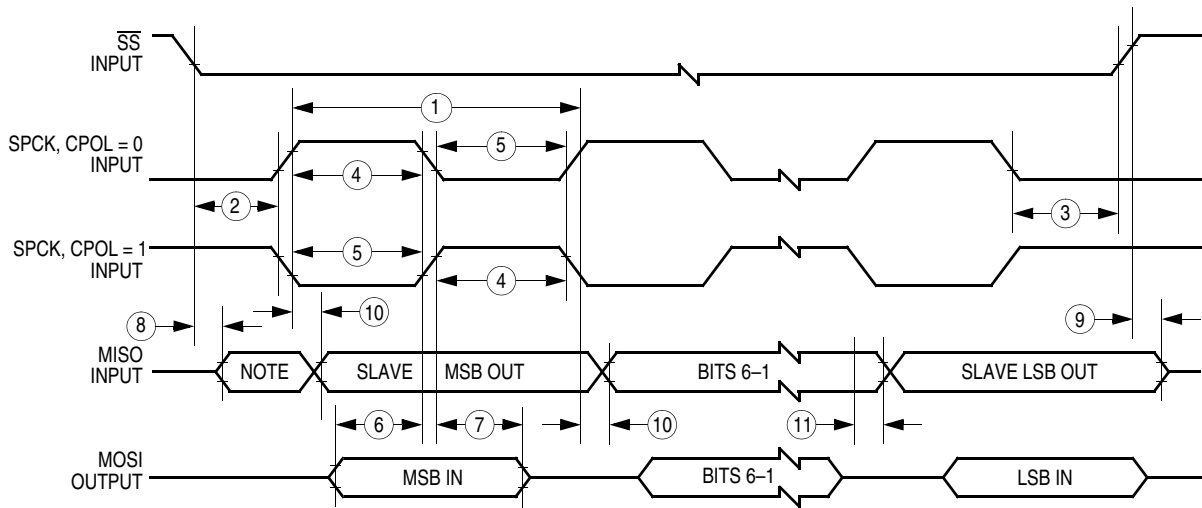 SS
INPUT
1
SPCK, CPOL = 0
INPUT
5
4
2
3
SPCK, CPOL = 1
INPUT
5
4
8
10
9
MISO
INPUT
NOTE
SLAVE MSB OUT
BITS 6–1
SLAVE LSB OUT
6
7
10
11
MOSI
OUTPUT
MSB IN
BITS 6–1
LSB IN